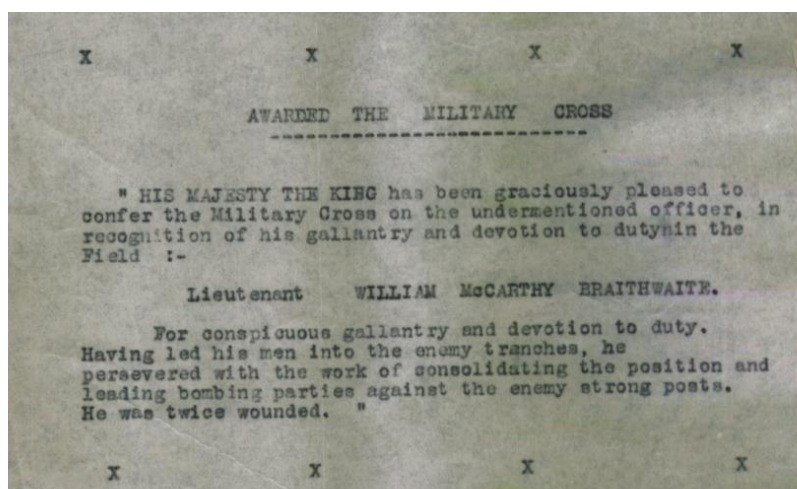 X X X X
AWARDED THE MILITARY CROSS
---------------------------
" HIS MAJESTY THE KING has been graciously pleased to
confer the Military Cross on the undermentioned officer, in
recognition of his gallantry and devotion to dutynin the
Field :-
Lieutenant WILLIAM McCARTHY BRAITHWAITE.
For conspicuous gallantry and devotion to duty.
Having led his men into the enemy tranches, he
persevered with the work of consolidating the position and
leading bombing parties against the enemy strong posts.
He was twice wounded. "
X X X X